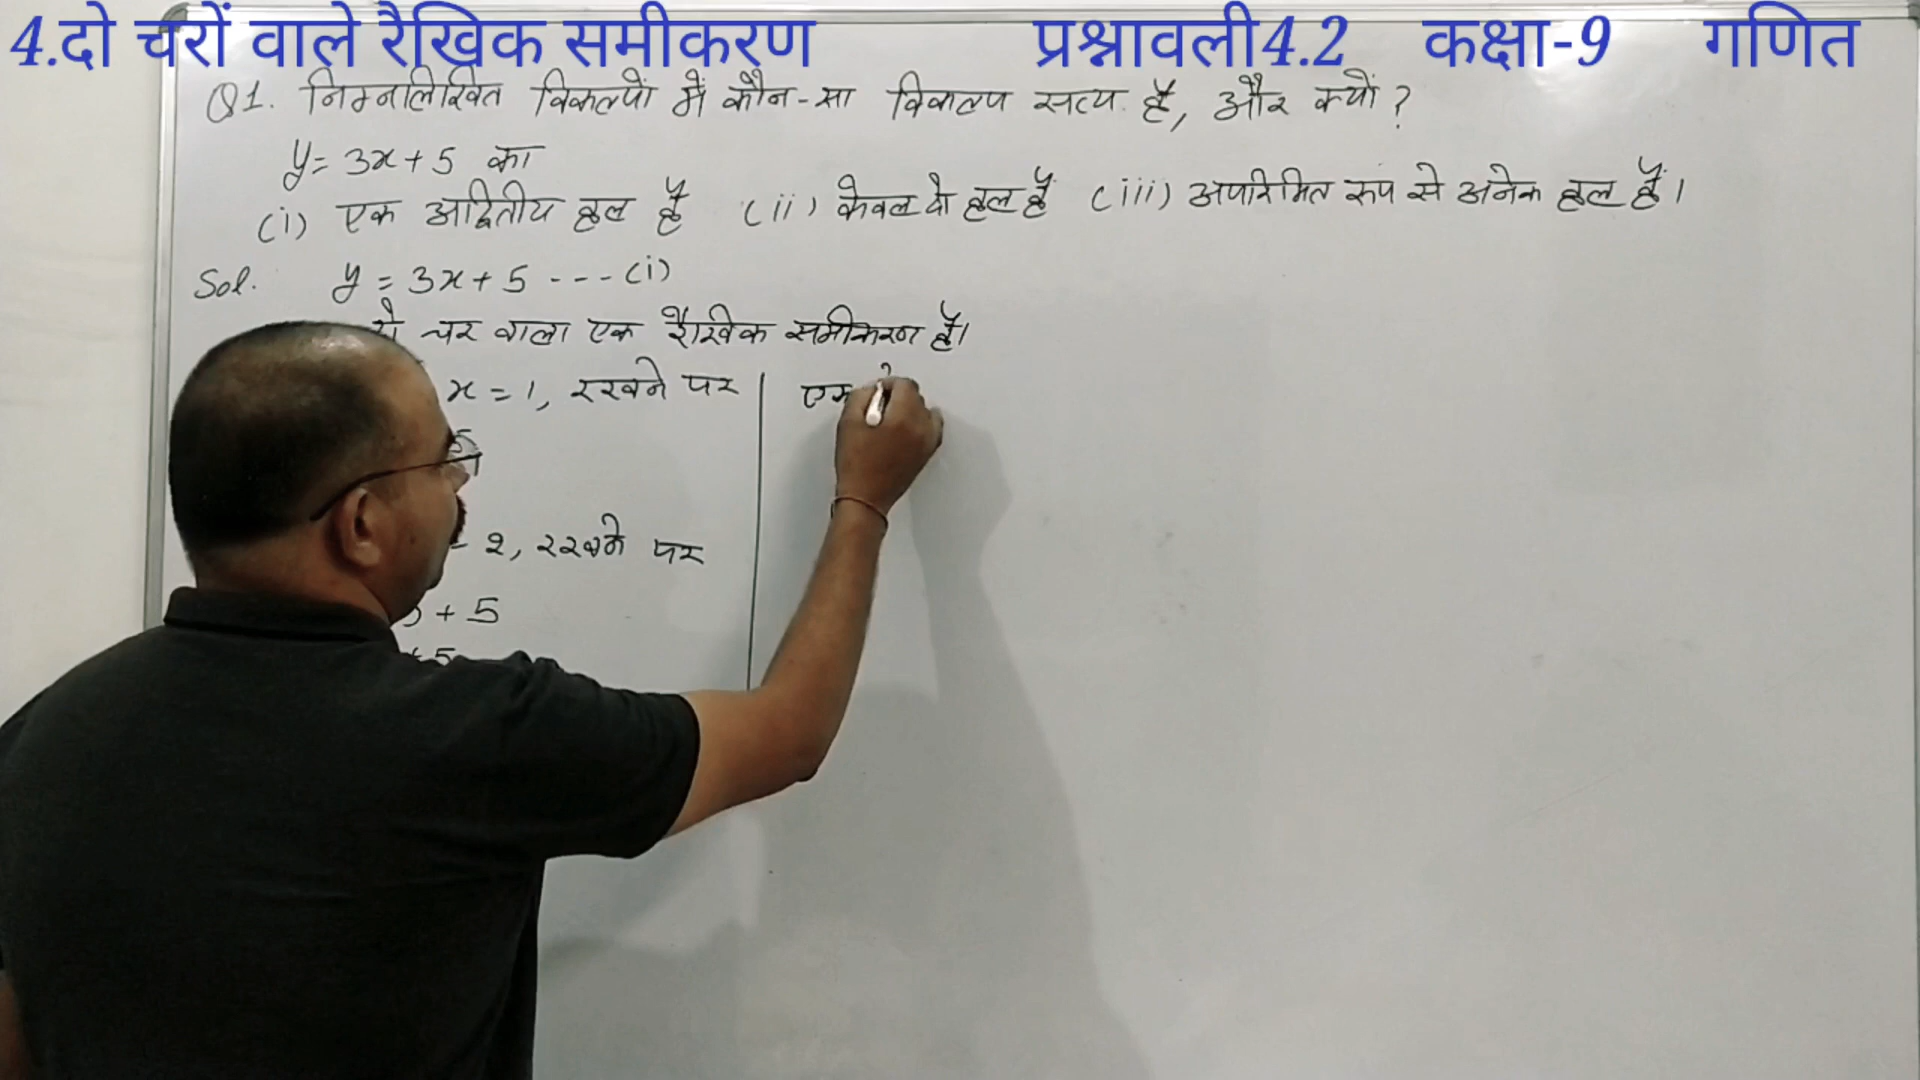 4.दो चरों वाले रैखिक समीकरण प्रश्नावली4.2 कक्षा-9 गणित
Q1. निम्नलिखित विकल्पों में कौन-सा विकल्प सत्य है, और क्यों?
y= 3x+5 का
(i) एक अद्वितीय हल है (ii) केवल दो हल हैं (iii) अपरिमित रूप से अनेक हल हैं।
Sol. y = 3x+5 --- (i)
चर वाला एक रैखिक समीकरण है।
x = 1, रखने पर
2, रखने पर
+ 5
+5